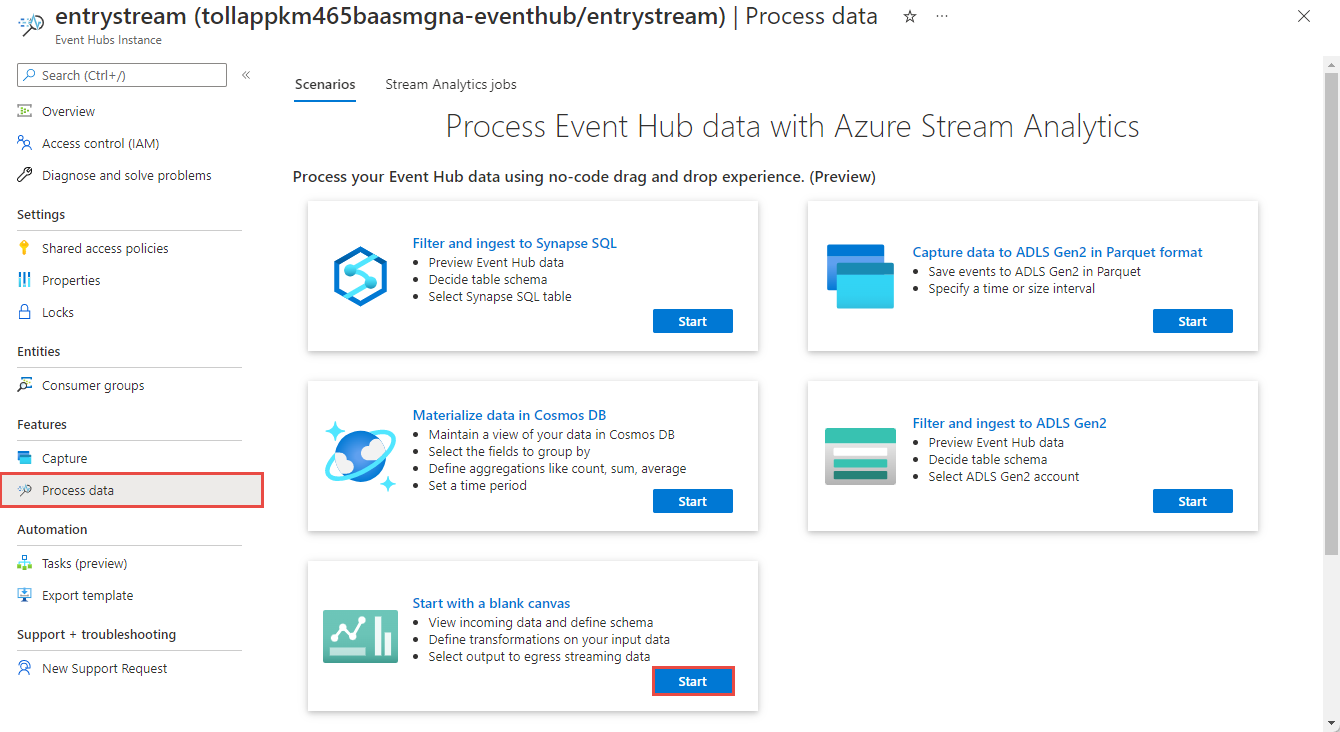 entrystream (tollappkm465baasmgna-eventhub/entrystream) | Process data
Event Hubs Instance
Search (Ctrl+/)
Overview
Access control (IAM)
Diagnose and solve problems
Settings
Shared access policies
Properties
Locks
Entities
Consumer groups
Features
Capture
Process data
Automation
Tasks (preview)
Export template
Support + troubleshooting
New Support Request
Scenarios
Stream Analytics jobs
Process Event Hub data with Azure Stream Analytics
Process your Event Hub data using no-code drag and drop experience. (Preview)
Filter and ingest to Synapse SQL
Preview Event Hub data
Decide table schema
Select Synapse SQL table
Start
Capture data to ADLS Gen2 in Parquet format
Save events to ADLS Gen2 in Parquet
Specify a time or size interval
Start
Materialize data in Cosmos DB
Maintain a view of your data in Cosmos DB
Select the fields to group by
Define aggregations like count, sum, average
Set a time period
Start
Filter and ingest to ADLS Gen2
Preview Event Hub data
Decide table schema
Select ADLS Gen2 account
Start
Start with a blank canvas
View incoming data and define schema
Define transformations on your input data
Select output to egress streaming data
Start